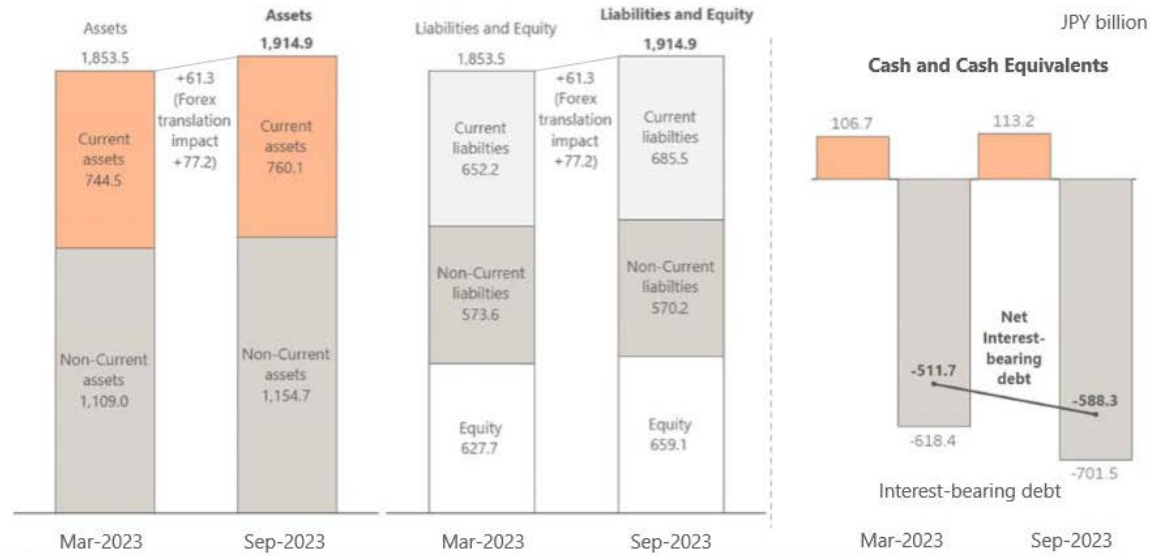 JPY billion
Assets
1,853.5
Assets
1,914.9
+61.3
(Forex
translation
impact
+77.2)
Current
assets
744.5
Current
assets
760.1
Non-Current
assets
1,109.0
Non-Current
assets
1,154.7
Mar-2023
Sep-2023
Liabilities and Equity
1,853.5
Liabilities and Equity
1,914.9
+61.3
(Forex
translation
impact
+77.2)
Current
liabilties
652.2
Current
liabilties
685.5
Non-Current
liabilties
573.6
Non-Current
liabilties
570.2
Equity
627.7
Equity
659.1
Mar-2023
Sep-2023
Cash and Cash Equivalents
106.7
113.2
Net
Interest-
bearing
debt
-511.7
-588.3
-618.4
-701.5
Interest-bearing debt
Mar-2023
Sep-2023